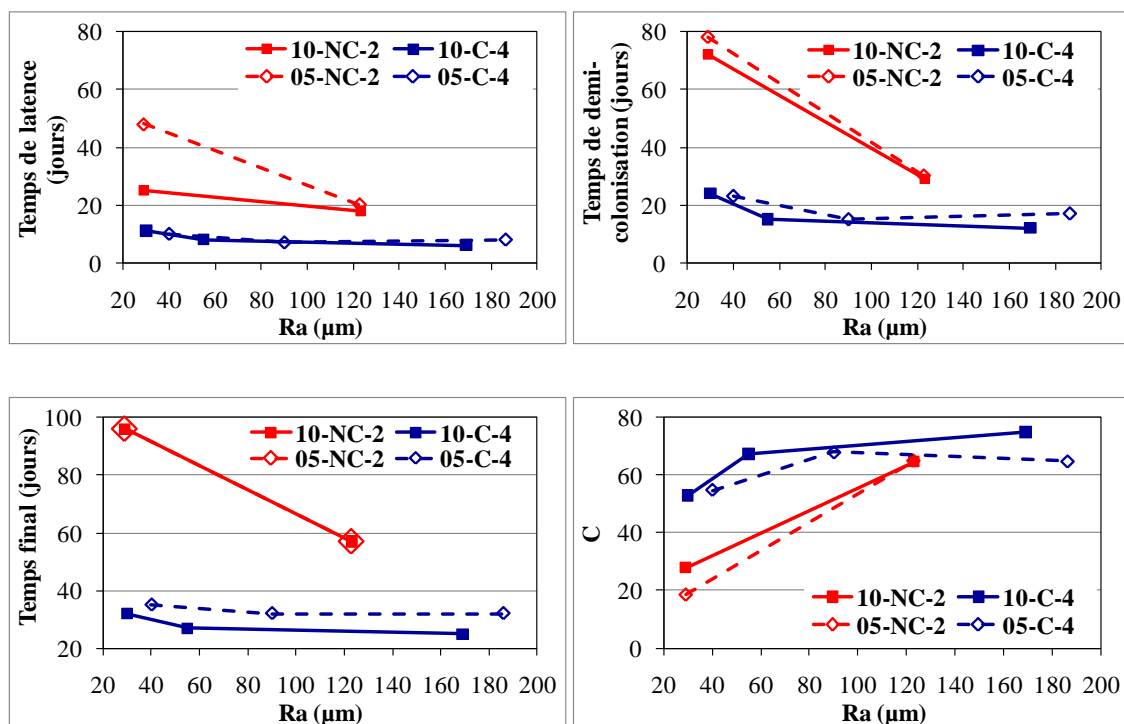 Temps de latence
(jours)
80
60
40
20
0
10-NC-2 10-C-4
05-NC-2 05-C-4
20 40 60 80 100 120 140 160 180 200
Ra (µm)
Temps de demi-
colonisation (jours)
80
60
40
20
0
10-NC-2 10-C-4
05-NC-2 05-C-4
20 40 60 80 100 120 140 160 180 200
Ra (µm)
Temps final (jours)
100
80
60
40
20
10-NC-2 10-C-4
05-NC-2 05-C-4
20 40 60 80 100 120 140 160 180 200
Ra (µm)
C
80
60
40
20
0
10-NC-2 10-C-4
05-NC-2 05-C-4
20 40 60 80 100 120 140 160 180 200
Ra (µm)